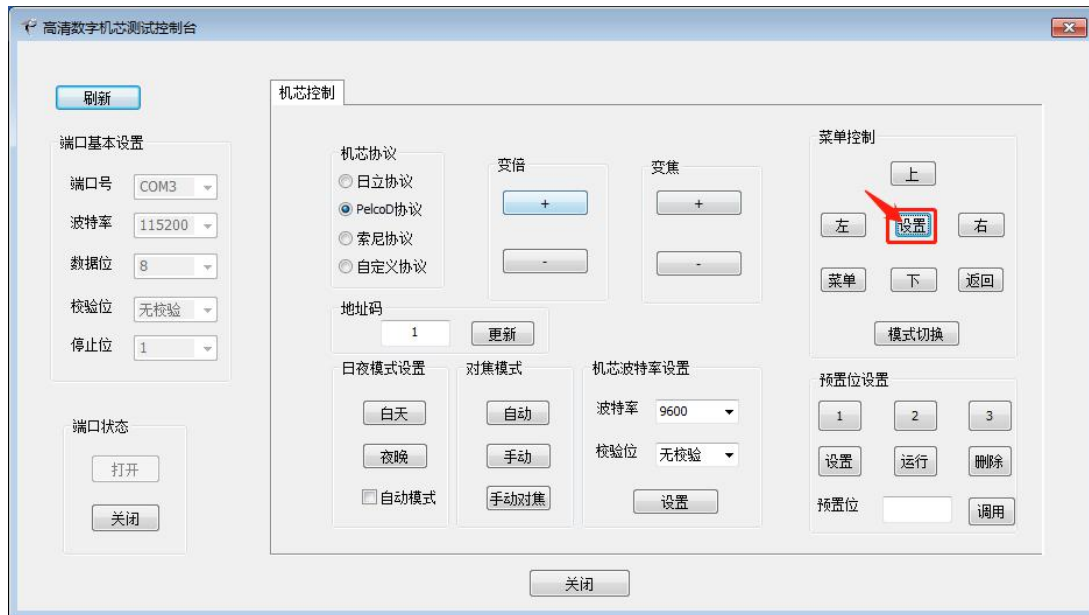 高清数字机芯测试控制台
刷新
端口基本设置
端口号 COM3
波特率 115200
数据位 8
校验位 无校验
停止位 1
端口状态
打开
关闭
机芯控制
机芯协议
日立协议
PelcoD协议
索尼协议
自定义协议
变倍
+
-
变焦
+
-
地址码
1 更新
日夜模式设置
白天
夜晚
自动模式
对焦模式
自动
手动
手动对焦
机芯波特率设置
波特率 9600
校验位 无校验
设置
菜单控制
上
左 设置 右
菜单 下 返回
模式切换
预置位设置
1 2 3
设置 运行 删除
预置位 调用
关闭